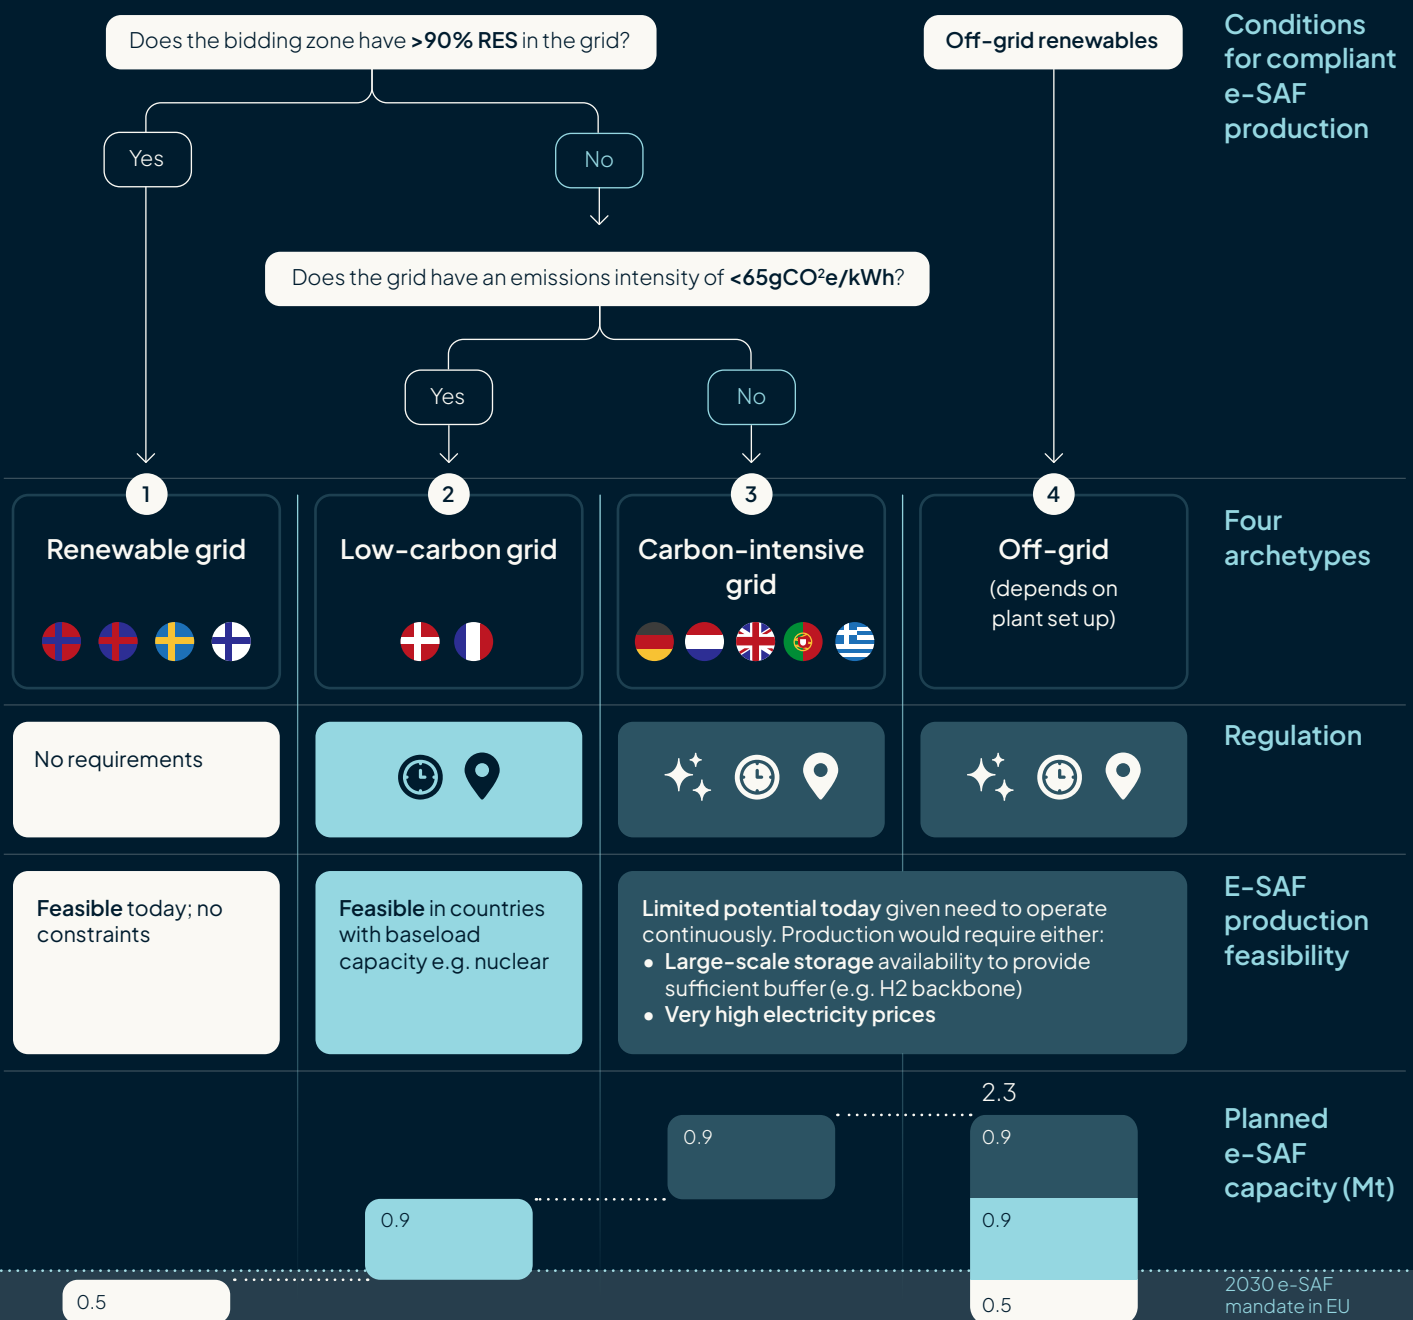 Does the bidding zone have >90% RES in the grid?
Off-grid renewables
Conditions
for compliant
e-SAF
production
Yes
No
Does the grid have an emissions intensity of <65gCO²e/kWh?
Yes
No
1
2
3
4
Renewable grid
Low-carbon grid
Carbon-intensive
grid
Off-grid
(depends on
plant set up)
Four
archetypes
No requirements
Regulation
Feasible today; no
constraints
Feasible in countries
with baseload
capacity e.g. nuclear
Limited potential today given need to operate
continuously. Production would require either:
• Large-scale storage availability to provide
sufficient buffer (e.g. H2 backbone)
• Very high electricity prices
E-SAF
production
feasibility
2.3
0.9
0.9
0.9
0.9
0.5
0.5
Planned
e-SAF
capacity (Mt)
2030 e-SAF
mandate in EU